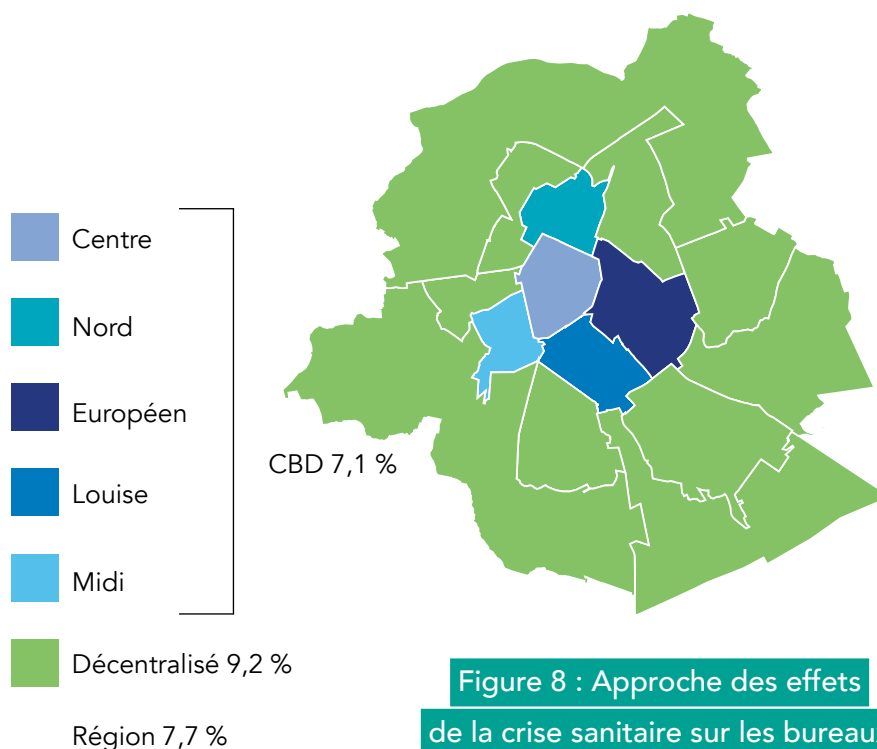 Centre
Nord
Européen
Louise
CBD 7,1 %
Midi
Décentralisé 9,2 %
Région 7,7 %
Figure 8 : Approche des effets
de la crise sanitaire sur les bureaux